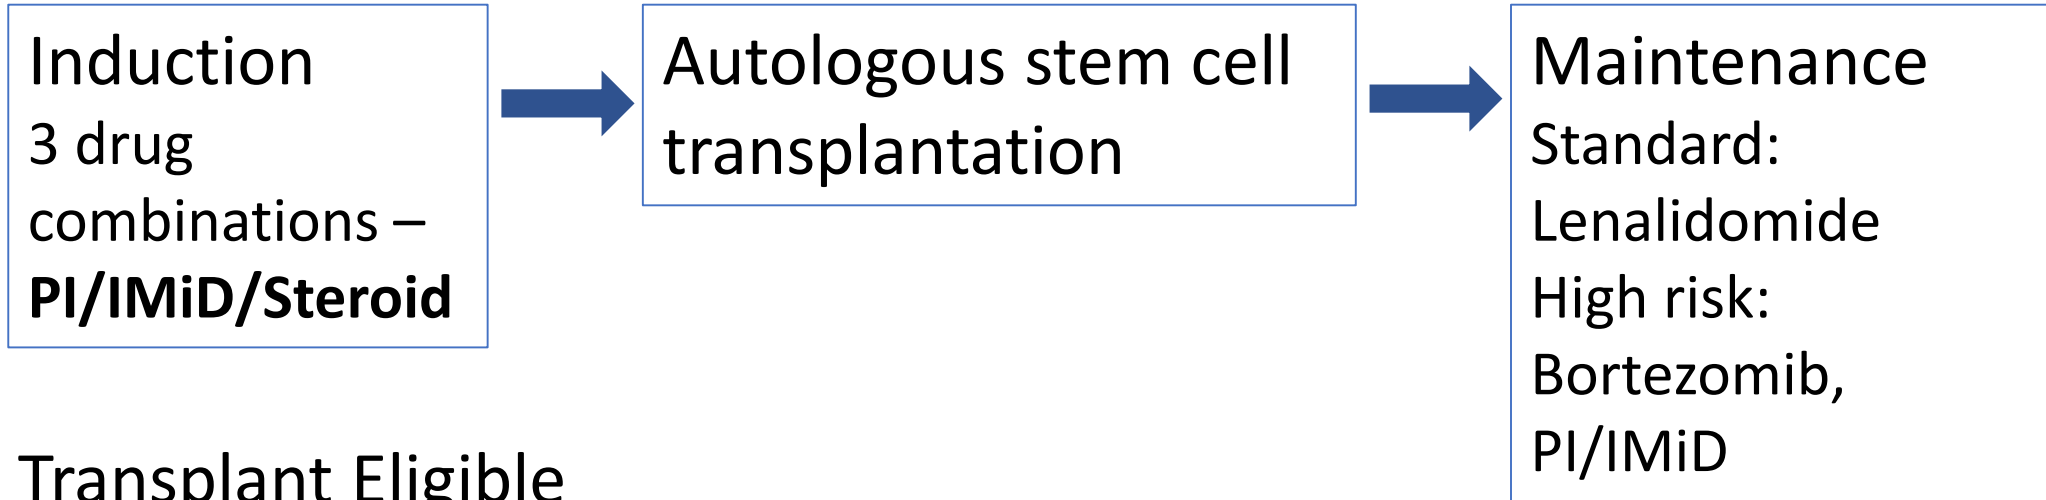 Induction
3 drug
combinations –
PI/IMiD/Steroid
Autologous stem cell
transplantation
Maintenance
Standard:
Lenalidomide
High risk:
Bortezomib,
PI/IMiD
Transplant Eligible